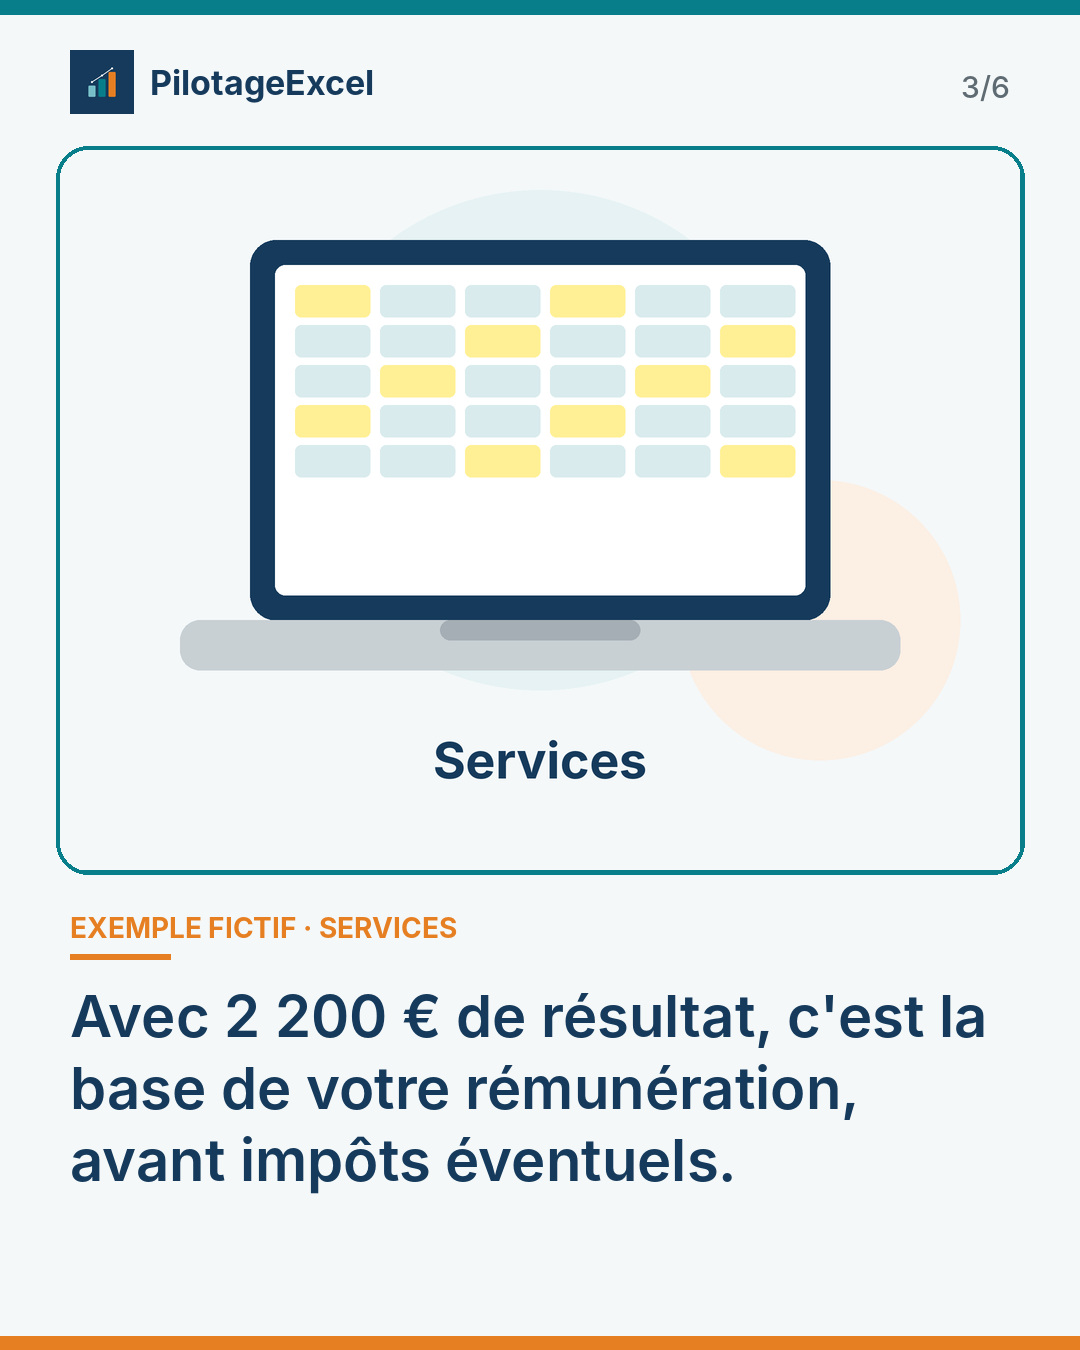 PilotageExcel
3/6
Services
EXEMPLE FICTIF · SERVICES
Avec 2 200 € de résultat, c'est la
base de votre rémunération,
avant impôts éventuels.